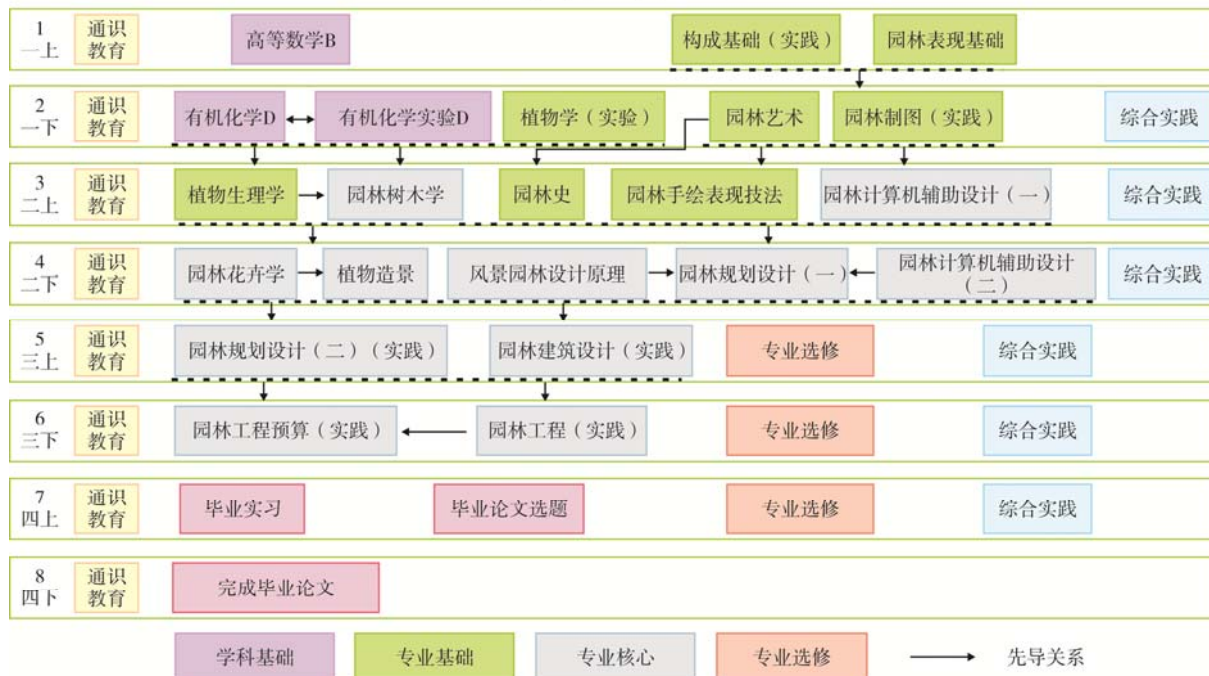 1
一上
通识
教育
高等数学B
构成基础（实践）
园林表现基础
2
一下
通识
教育
有机化学D
有机化学实验D
植物学（实验）
园林艺术
园林制图（实践）
综合实践
3
二上
通识
教育
植物生理学
园林树木学
园林史
园林手绘表现技法
园林计算机辅助设计（一）
综合实践
4
二下
通识
教育
园林花卉学
植物造景
风景园林设计原理
园林规划设计（一）
园林计算机辅助设计
（二）
综合实践
5
三上
通识
教育
园林规划设计（二）（实践）
园林建筑设计（实践）
专业选修
综合实践
6
三下
通识
教育
园林工程预算（实践）
园林工程（实践）
专业选修
综合实践
7
四上
通识
教育
毕业实习
毕业论文选题
专业选修
综合实践
8
四下
通识
教育
完成毕业论文
学科基础
专业基础
专业核心
专业选修
先导关系